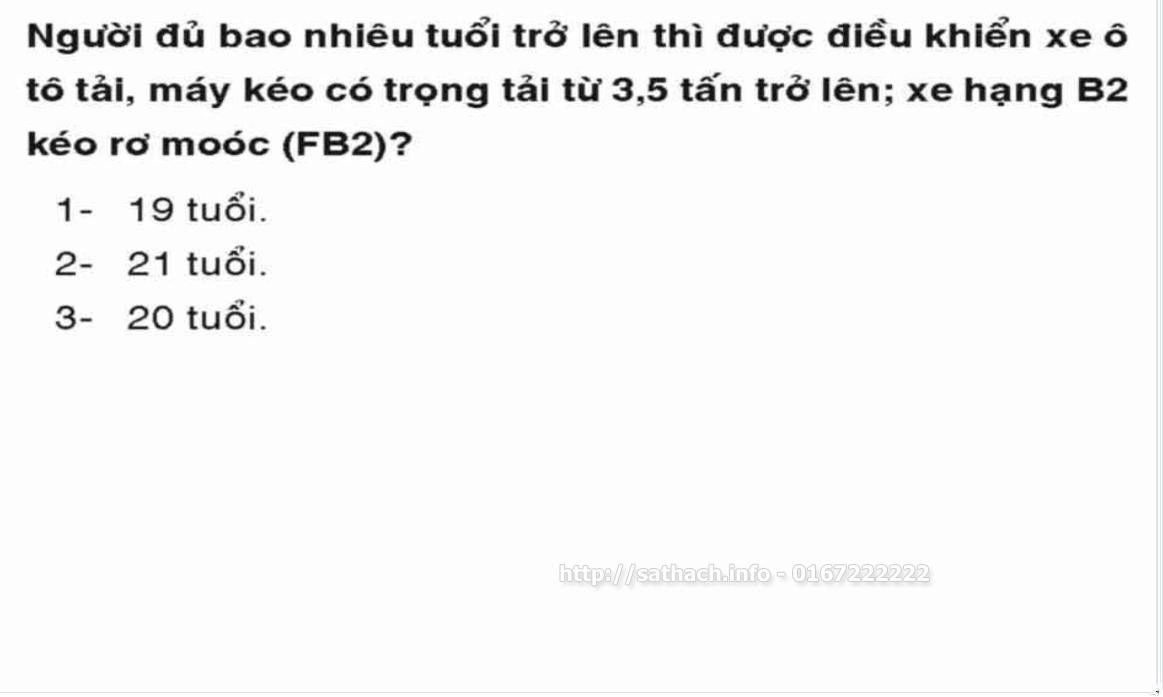 Người đủ bao nhiêu tuổi trở lên thì được điều khiển xe ô
tô tải, máy kéo có trọng tải từ 3,5 tấn trở lên; xe hạng B2
kéo rơ moóc (FB2)?
1- 19 tuổi.
2- 21 tuổi.
3- 20 tuổi.
http://sathach.info - 0167222222